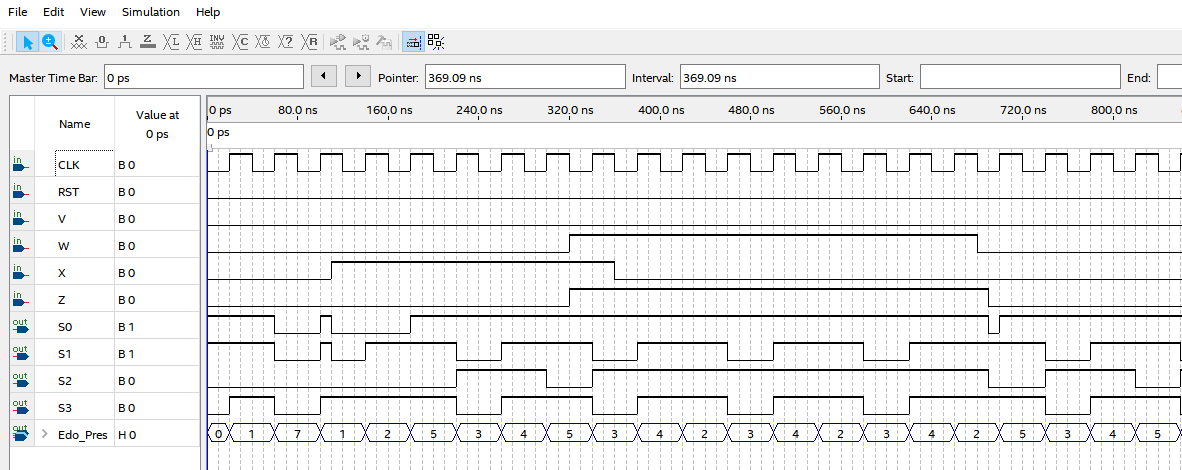 File Edit View Simulation Help
Master Time Bar: 0 ps Pointer: 369.09 ns Interval: 369.09 ns Start: End:
Name Value at 0 ps
0 ps 80.0 ns 160.0 ns 240.0 ns 320.0 ns 400.0 ns 480.0 ns 560.0 ns 640.0 ns 720.0 ns 800.0 ns
0 ps
in CLK B 0
in RST B 0
in V B 0
in W B 0
in X B 0
in Z B 0
out S0 B 1
out S1 B 1
out S2 B 0
out S3 B 0
out Edo_Pres H 0 0 1 7 1 2 5 3 4 5 3 4 2 3 4 2 3 4 2 5 3 4 5